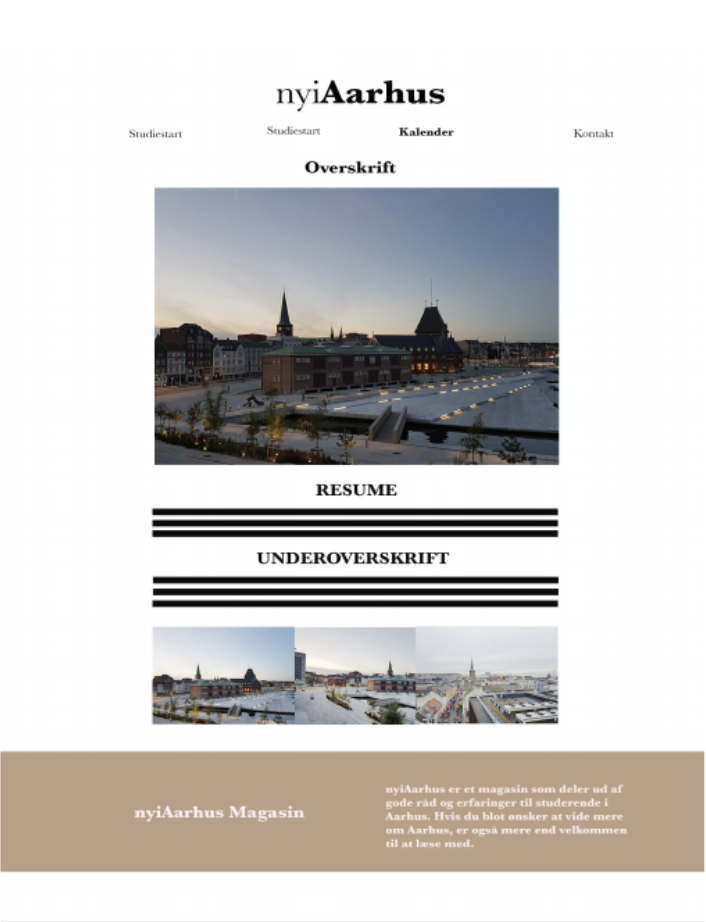 nyiAarhus
Studiestart Studiestart Kalender Kontakt
Overskrift
RESUME
UNDEROVERSKRIFT
nyiAarhus Magasin
nyiAarhus er et magasin som deler ud af
gode råd og erfaringer til studerende i
Aarhus. Hvis du blot ønsker at vide mere
om Aarhus, er også mere end velkommen
til at læse med.